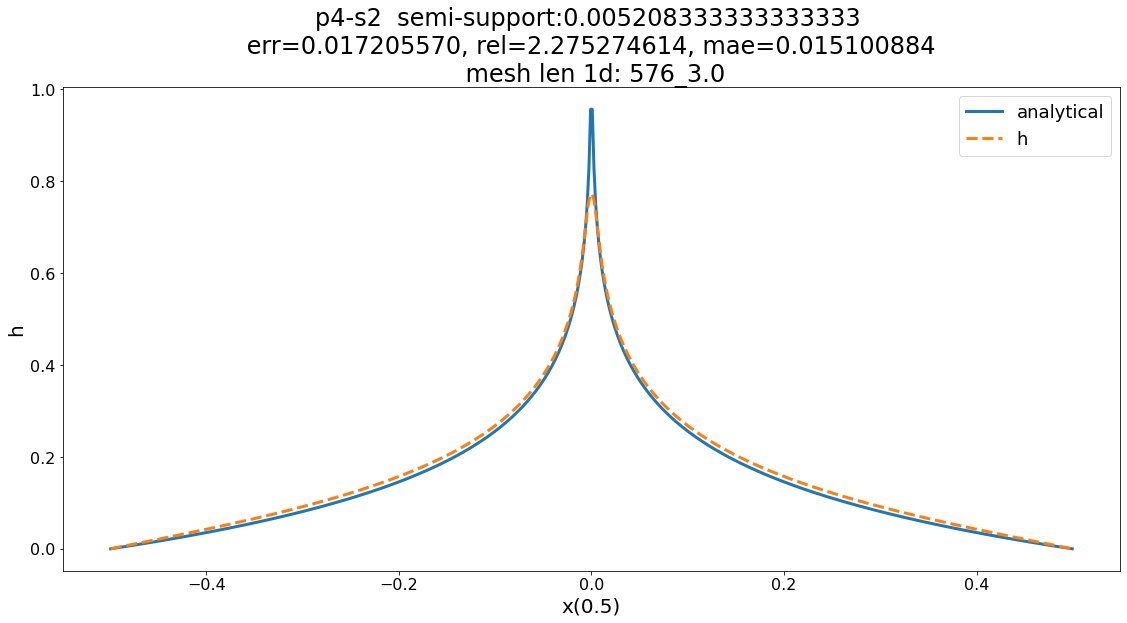 p4-s2  semi-support:0.005208333333333333
err=0.017205570, rel=2.275274614, mae=0.015100884
mesh len 1d: 576_3.0
analytical
h
1.0
0.8
0.6
0.4
0.2
0.0
h
−0.4
−0.2
0.0
0.2
0.4
x(0.5)